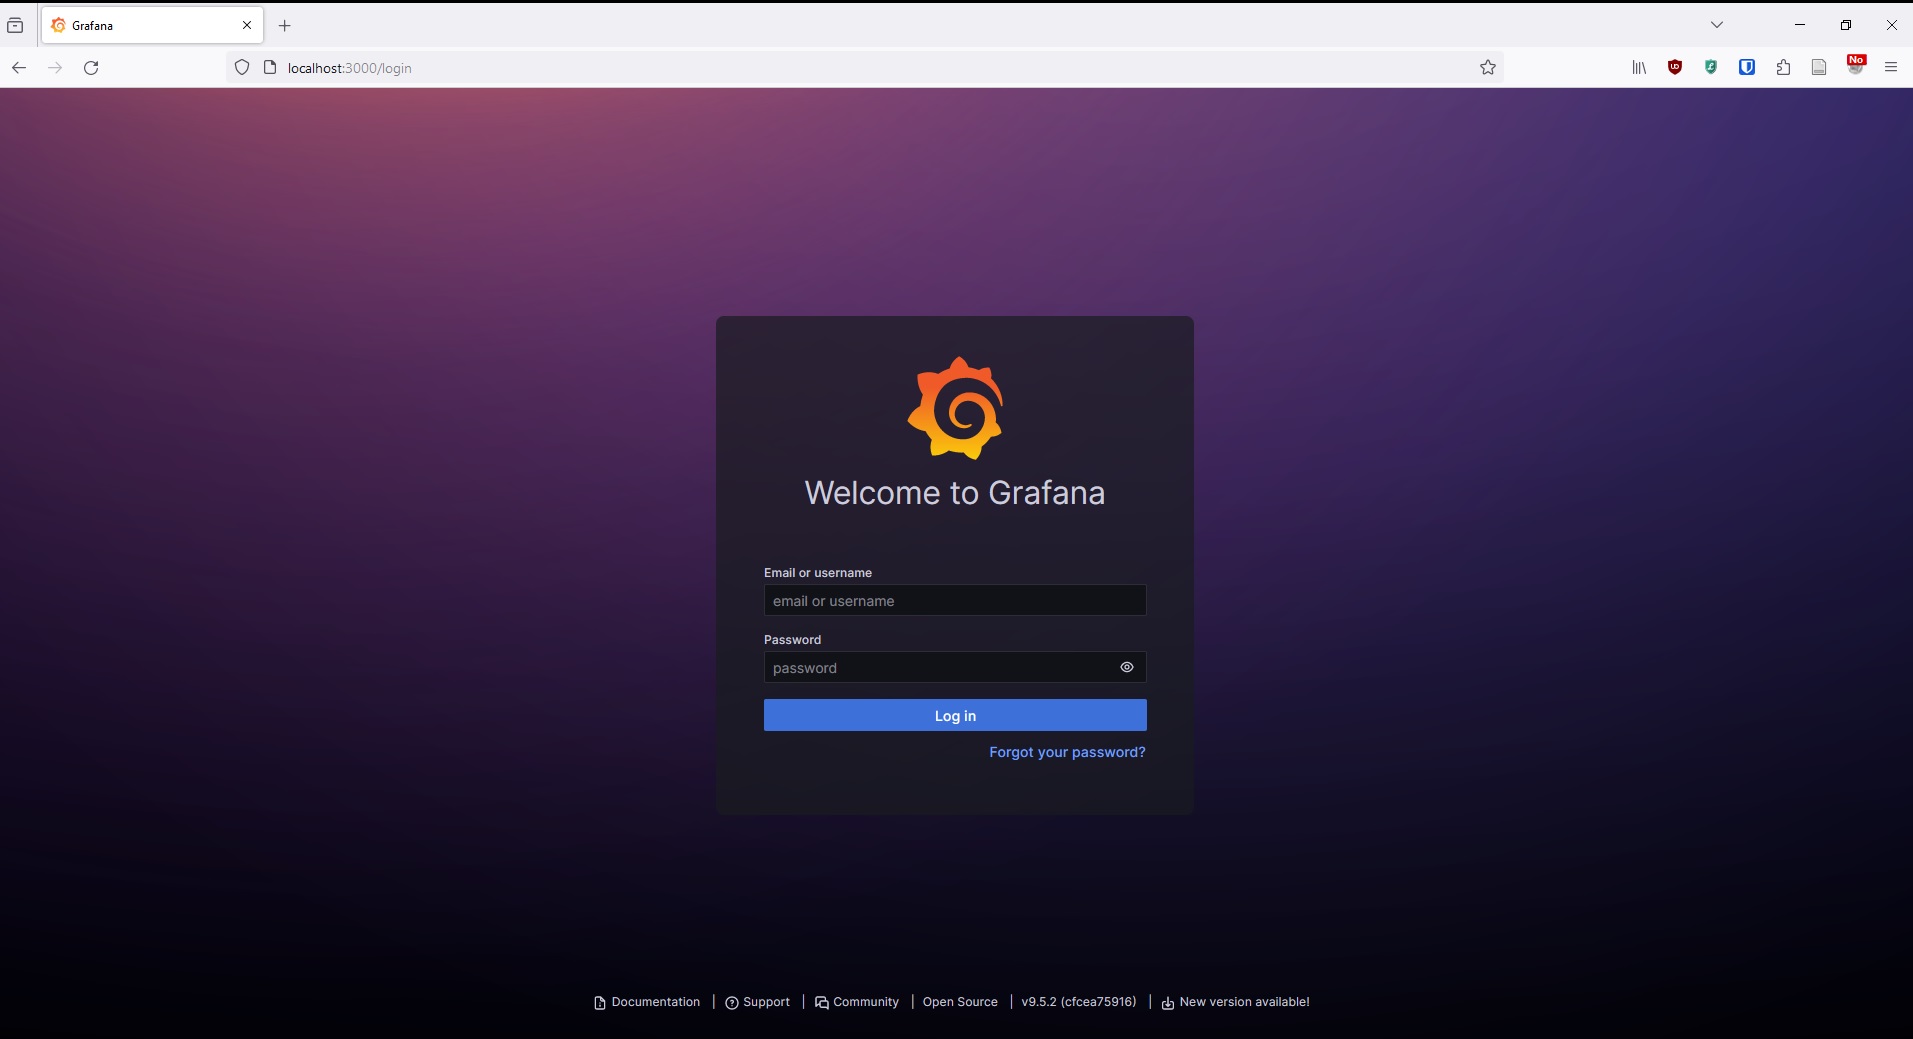 Grafana
localhost:3000/login
No
Welcome to Grafana
Email or username
email or username
Password
password
Log in
Forgot your password?
Documentation | Support | Community | Open Source | v9.5.2 (cfcea75916) | New version available!